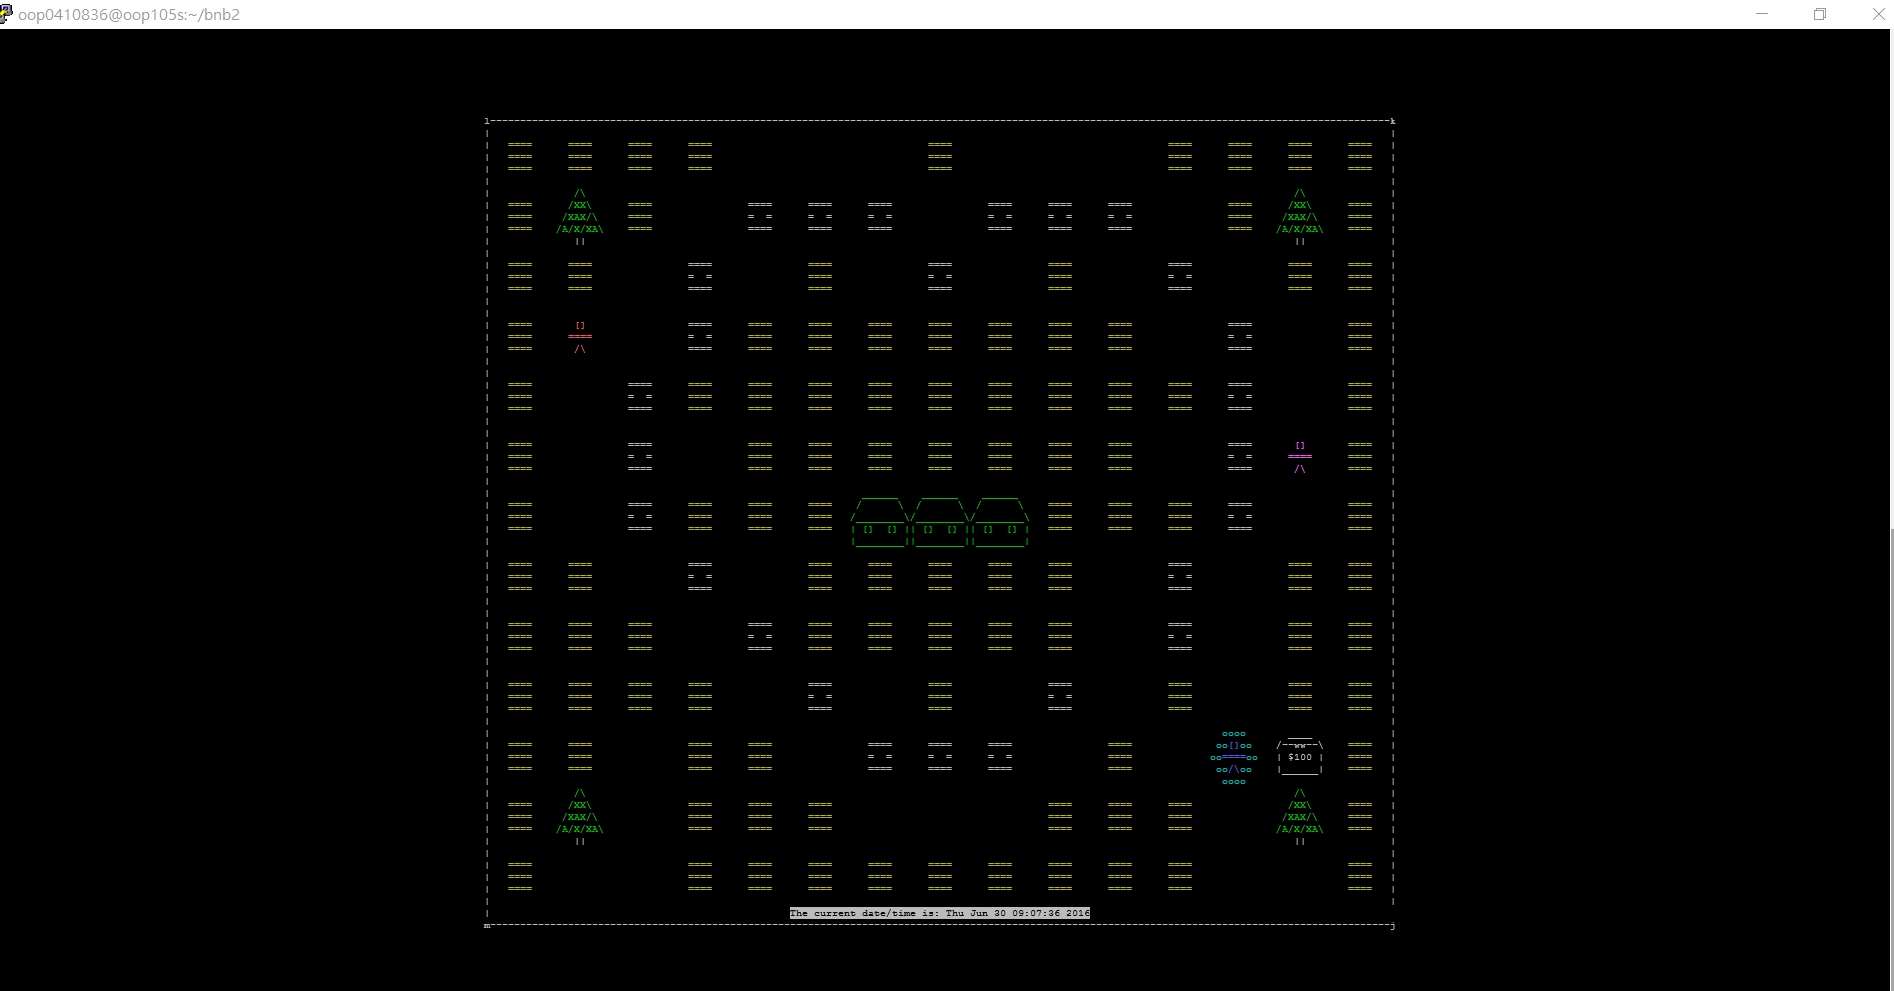 oop0410836@oop105s:~/bnb2
$100
The current date/time is: Thu Jun 30 09:07:36 2016